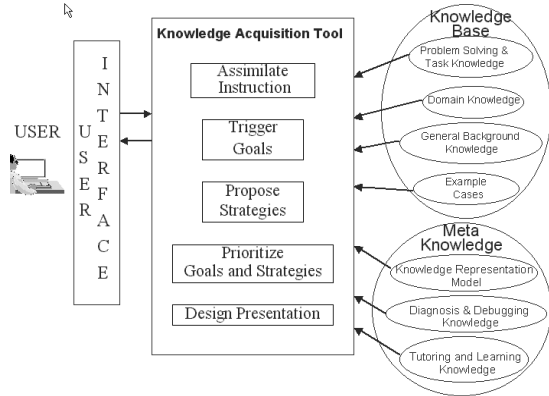 USER
USER
INTERFACE
Knowledge Acquisition Tool
Assimilate
Instruction
Trigger
Goals
Propose
Strategies
Prioritize
Goals and Strategies
Design Presentation
Knowledge
Base
Problem Solving &
Task Knowledge
Domain Knowledge
General Background
Knowledge
Example
Cases
Meta
Knowledge
Knowledge Representation
Model
Diagnosis & Debugging
Knowledge
Tutoring and Learning
Knowledge